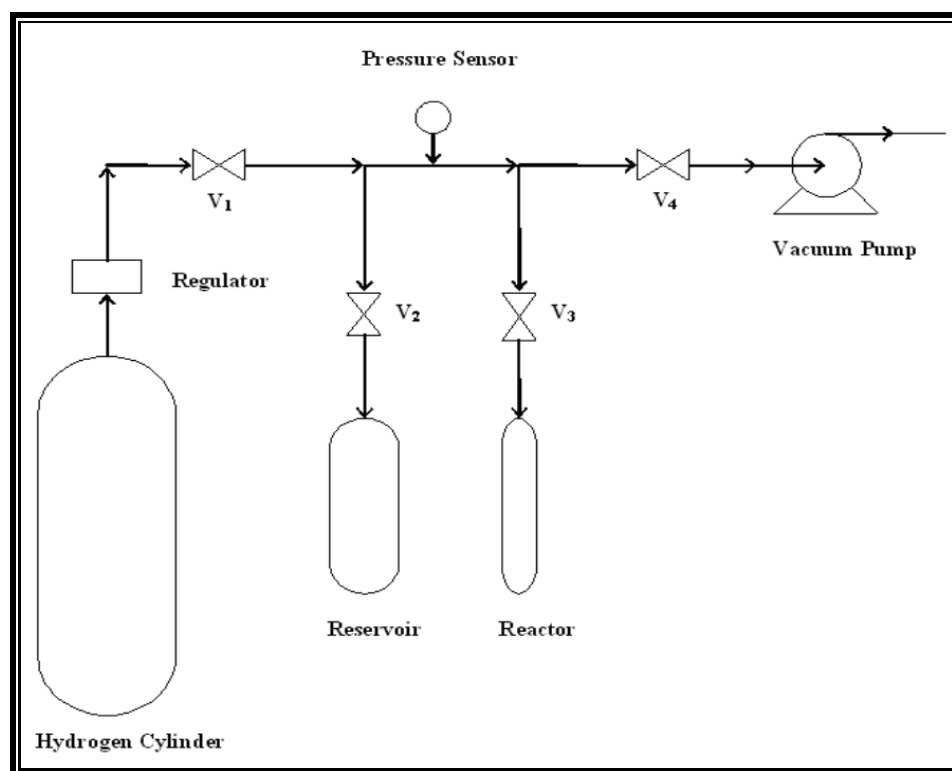 Pressure Sensor
V₁
V₄
Vacuum Pump
Regulator
V₂
V₃
Reservoir
Reactor
Hydrogen Cylinder